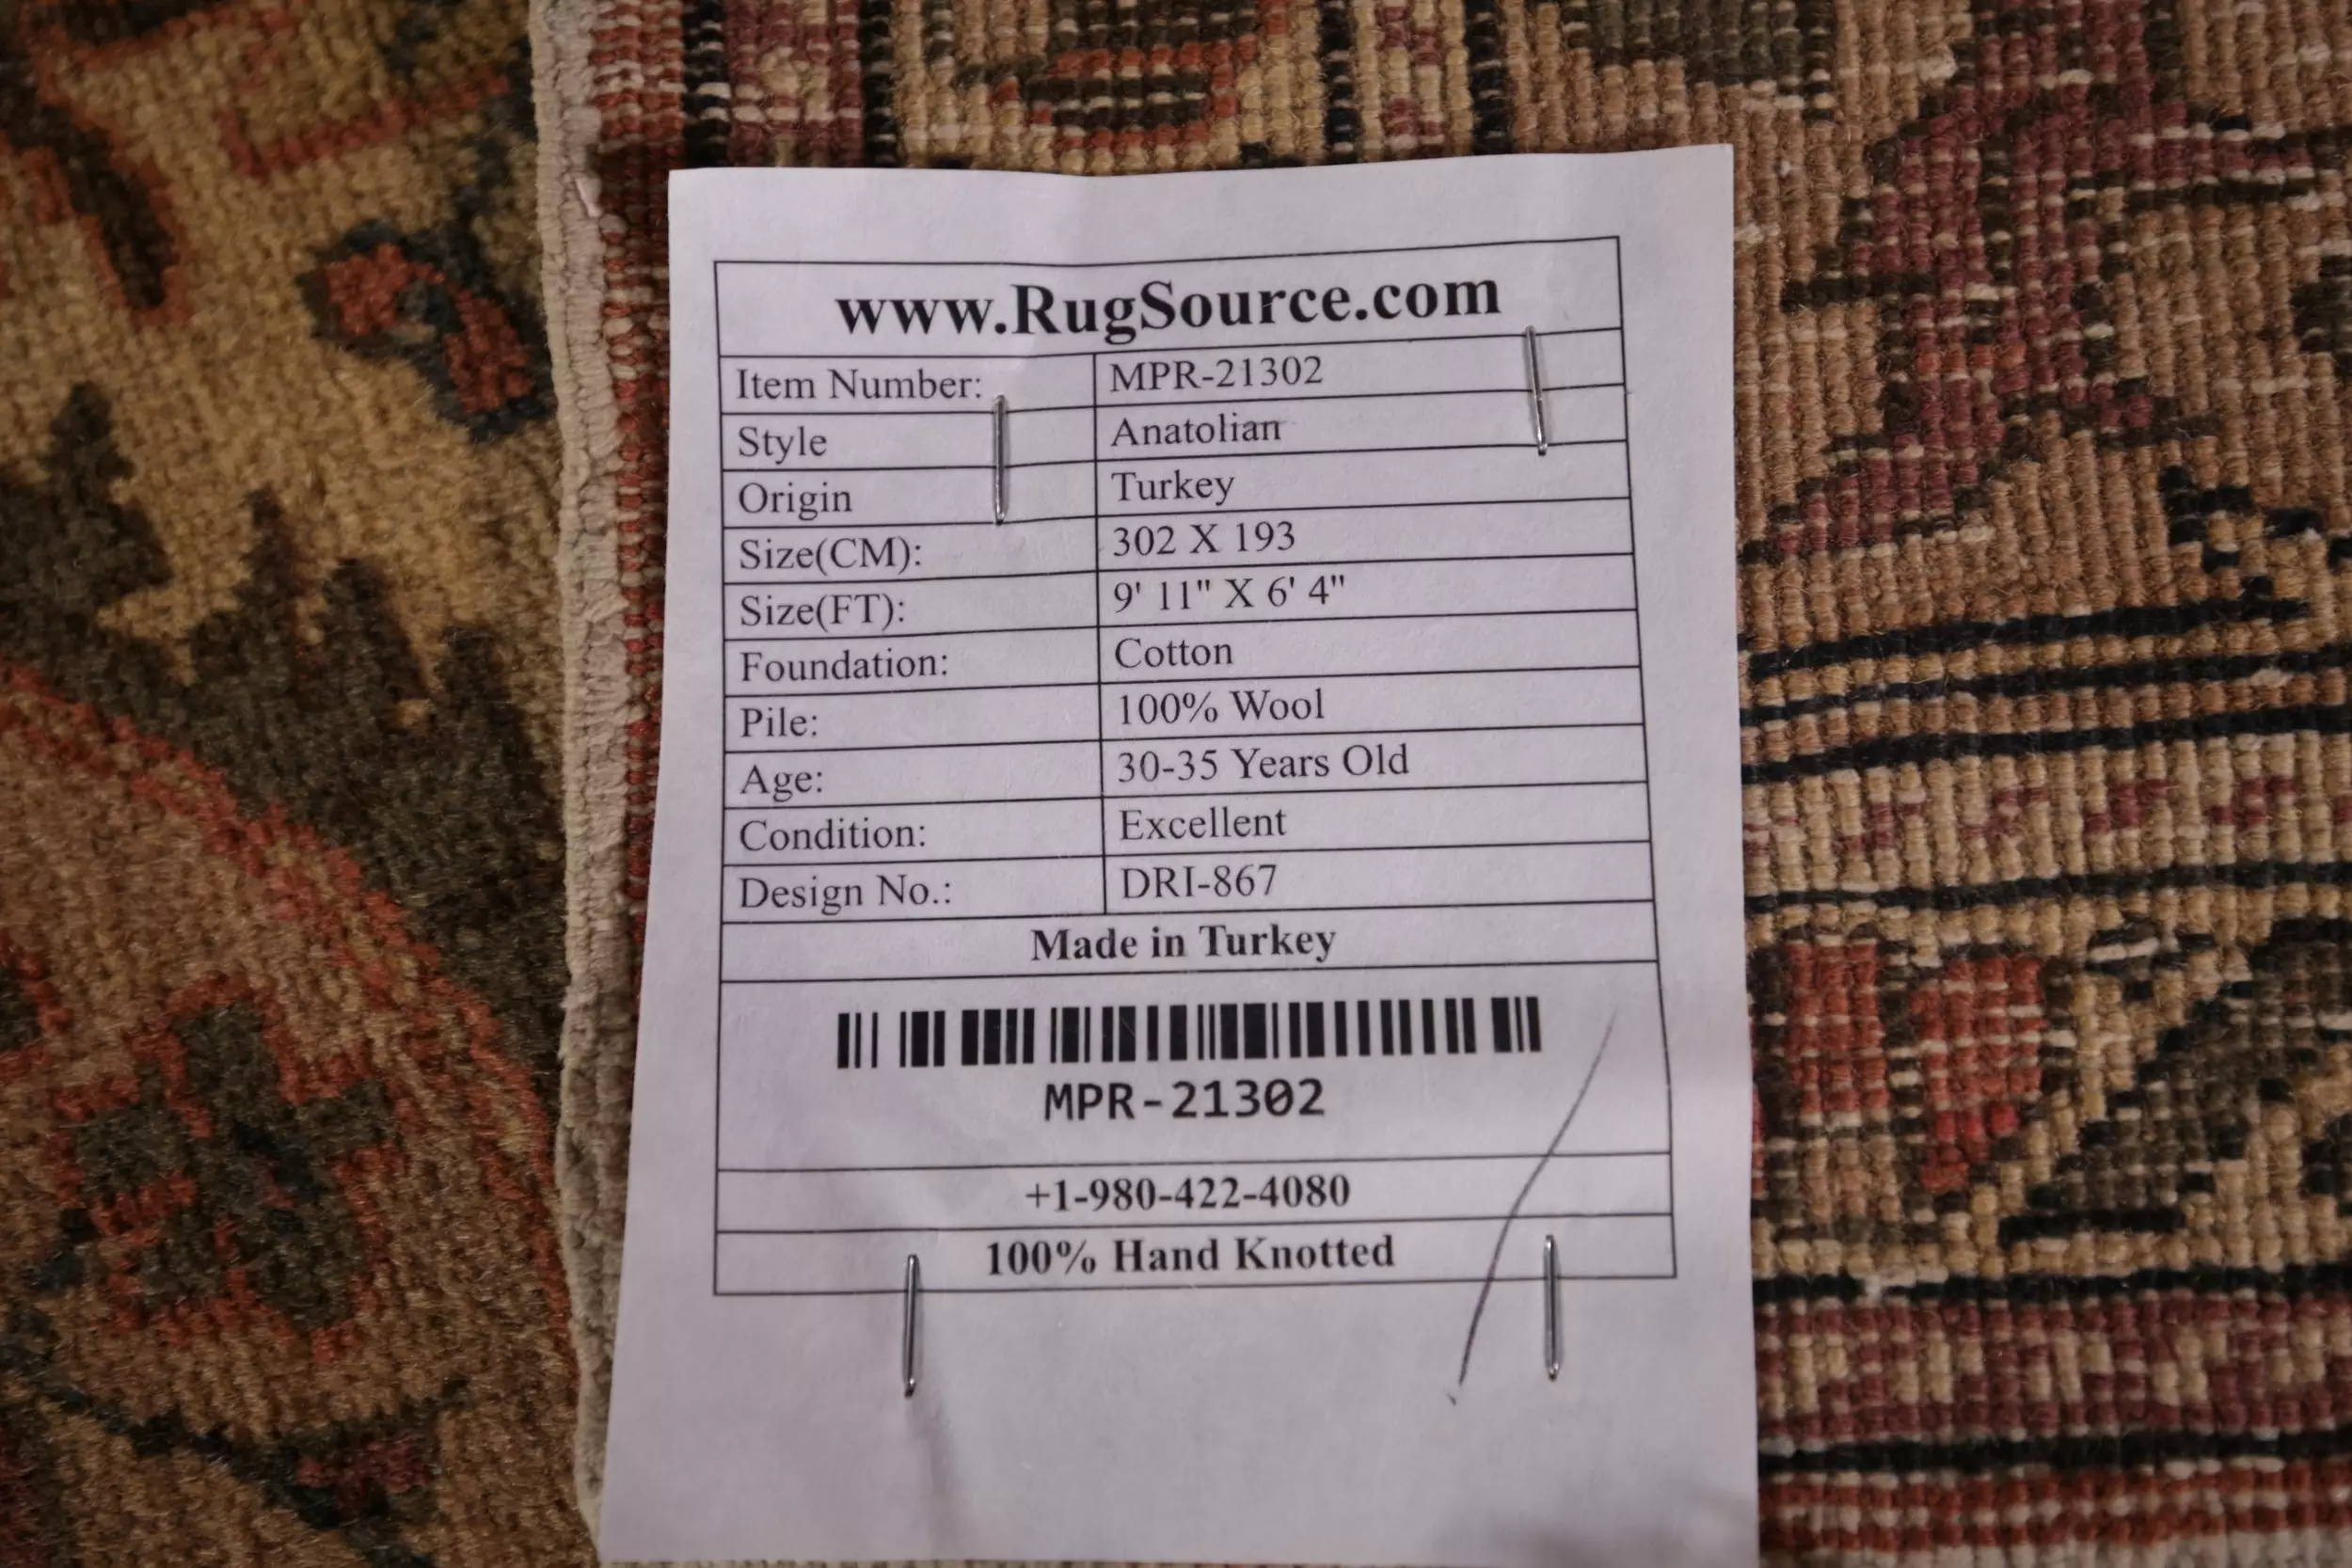 www.RugSource.com
Item Number: MPR-21302
Style Anatolian
Origin Turkey
Size(CM): 302 X 193
Size(FT): 9' 11" X 6' 4"
Foundation: Cotton
Pile: 100% Wool
Age: 30-35 Years Old
Condition: Excellent
Design No.: DRI-867
Made in Turkey
MPR-21302
+1-980-422-4080
100% Hand Knotted